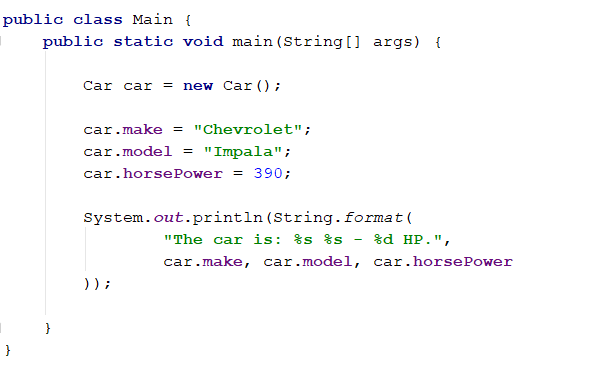 public class Main {
    public static void main(String[] args) {
        Car car = new Car();
        car.make = "Chevrolet";
        car.model = "Impala";
        car.horsePower = 390;
        System.out.println(String.format(
                "The car is: %s %s - %d HP.",
                car.make, car.model, car.horsePower
        ));
    }
}